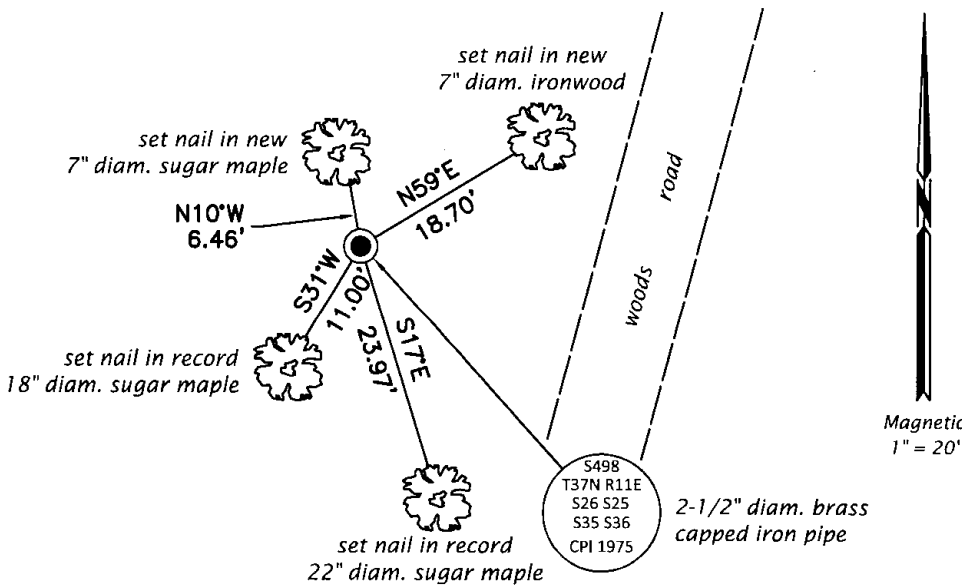 set nail in new
7" diam. ironwood
set nail in new
7" diam. sugar maple
N59°E
18.70'
N10°W
6.46'
S31°W
11.00'
S17°E
23.97'
woods road
set nail in record
18" diam. sugar maple
set nail in record
22" diam. sugar maple
S498
T37N R11E
S26 S25
S35 S36
CPI 1975
2-1/2" diam. brass
capped iron pipe
N
Magnetic
1" = 20'